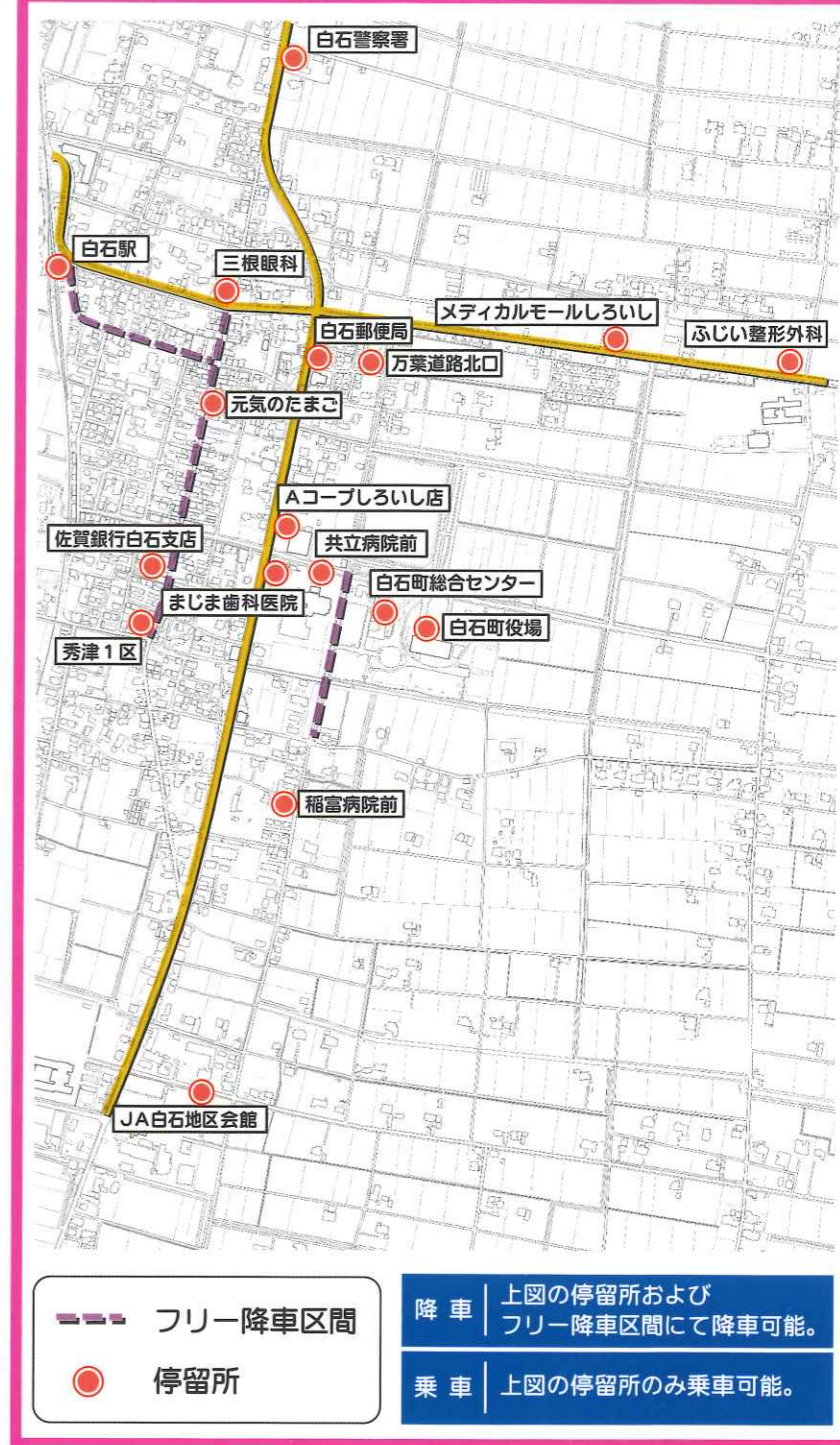 白石警察署
白石駅
三根眼科
メディカルモールしろいし
白石郵便局
ふじい整形外科
万葉道路北口
元気のたまご
Aコープしろいし店
佐賀銀行白石支店
共立病院前
白石町総合センター
まじま歯科医院
白石町役場
秀津1区
稲富病院前
JA白石地区会館
フリー降車区間
停留所
降車 上図の停留所および
フリー降車区間にて降車可能。
乗車 上図の停留所のみ乗車可能。